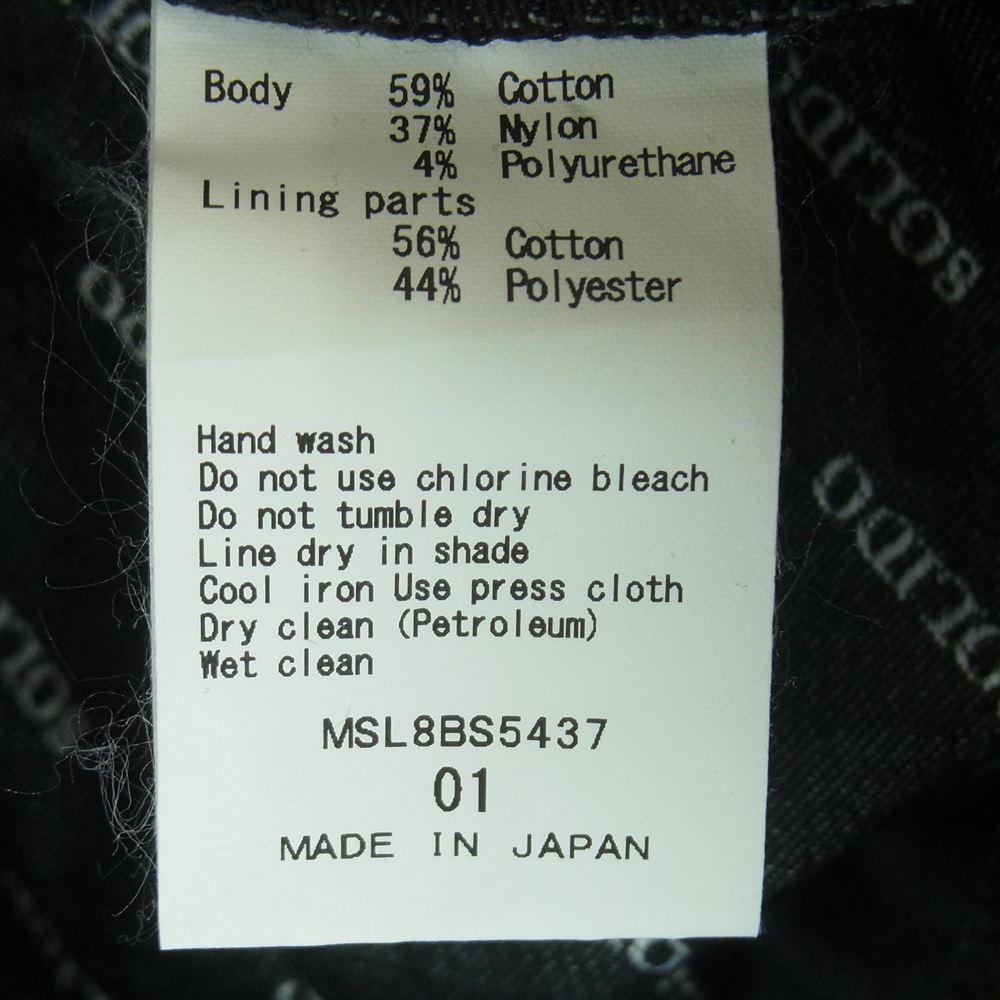 Body 59% Cotton
37% Nylon
4% Polyurethane
Lining parts
56% Cotton
44% Polyester
Hand wash
Do not use chlorine bleach
Do not tumble dry
Line dry in shade
Cool iron Use press cloth
Dry clean (Petroleum)
Wet clean
MSL8BS5437
01
MADE IN JAPAN